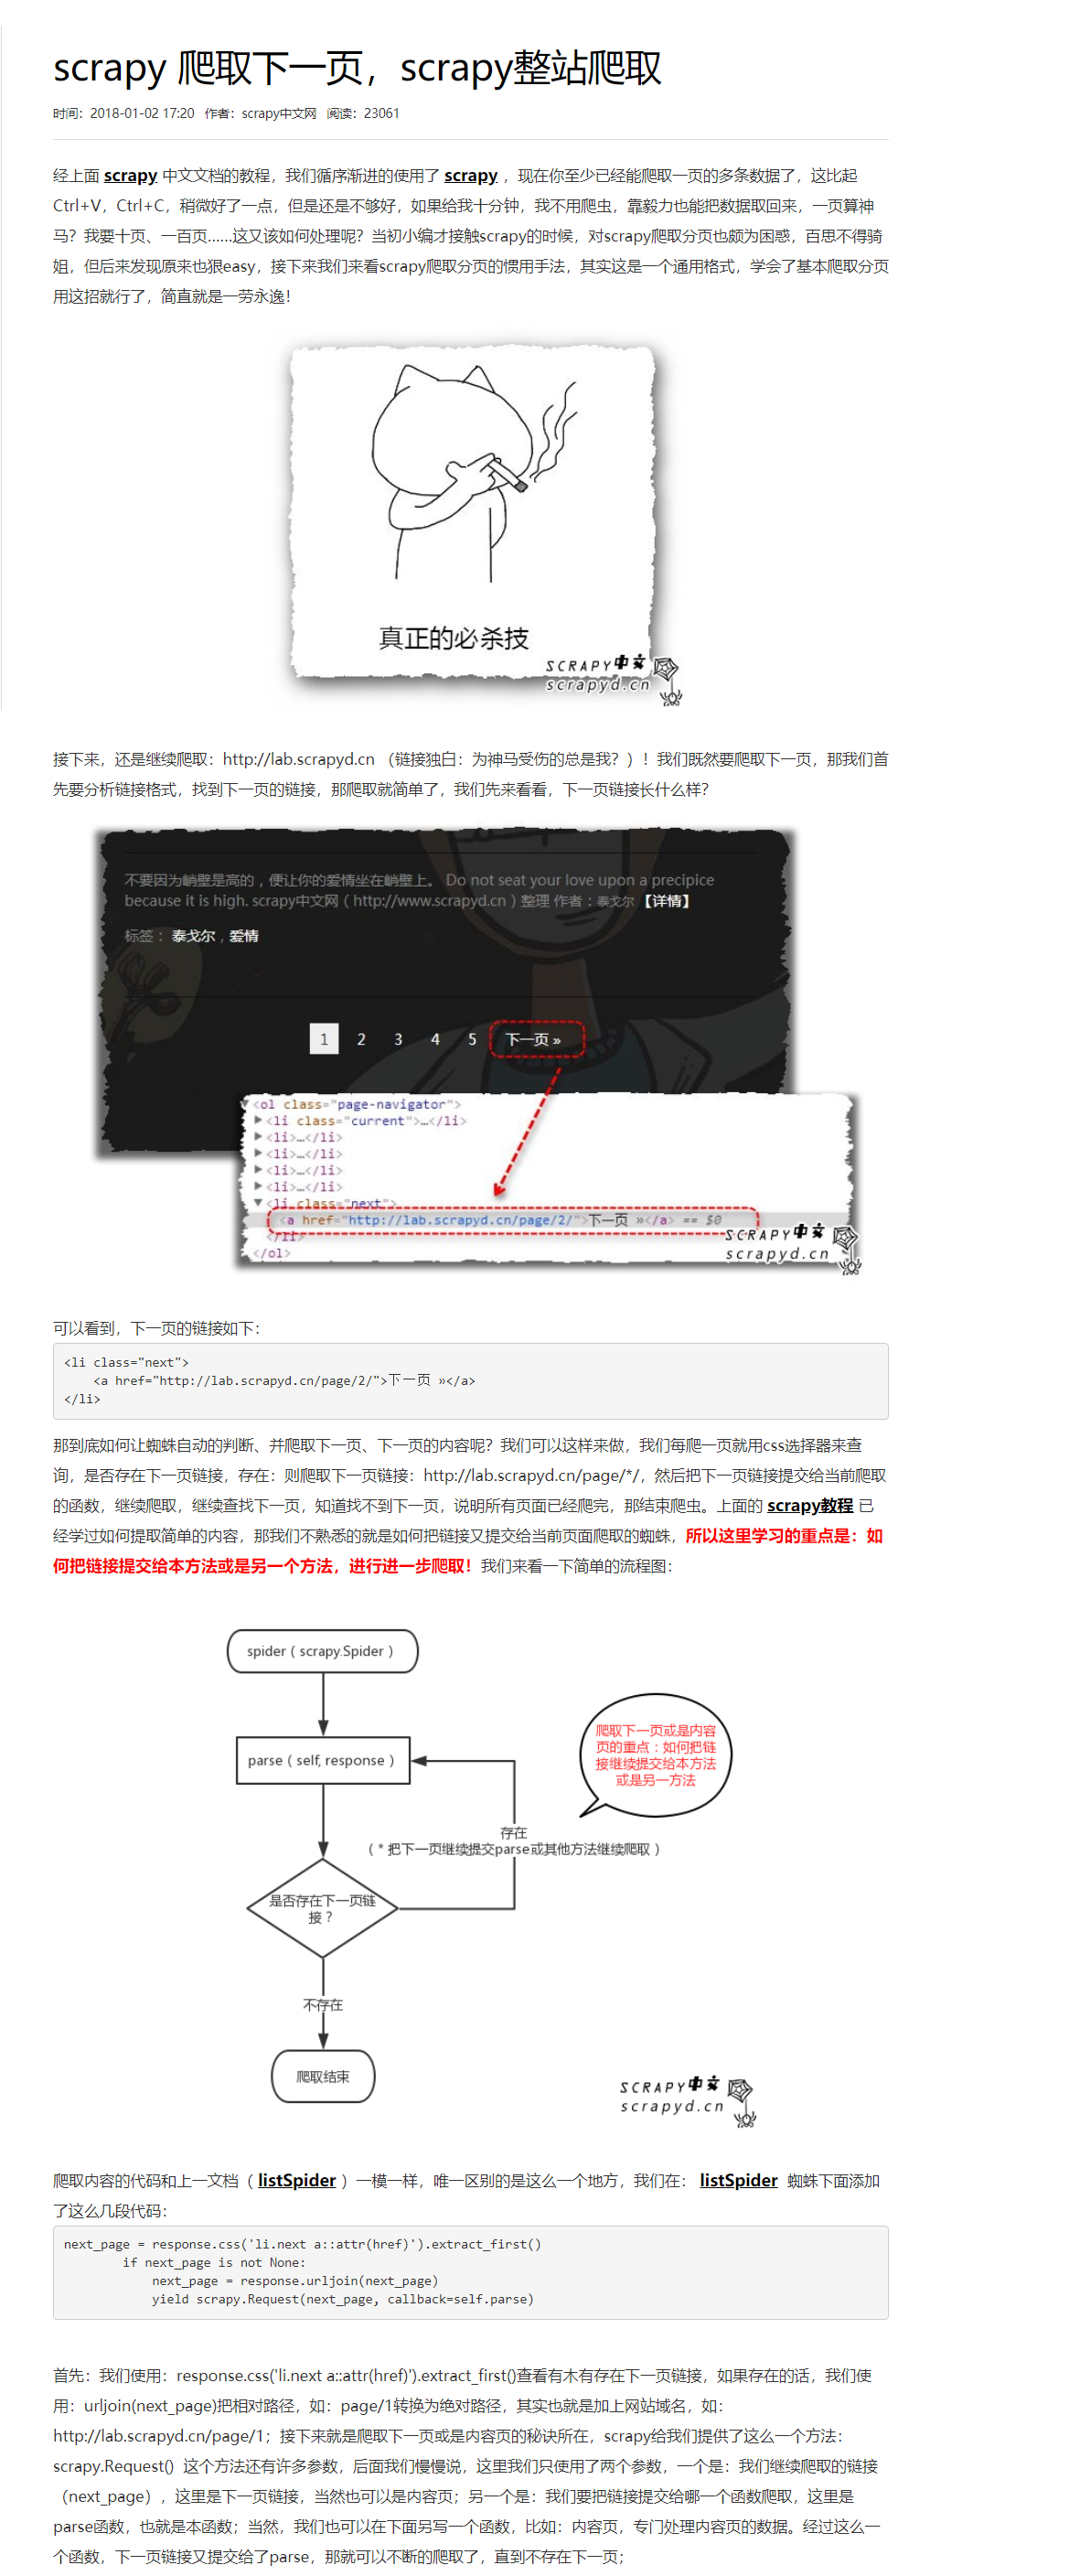 scrapy 爬取下一页，scrapy整站爬取
时间：2018-01-02 17:20 作者：scrapy中文网 阅读：23061
经上面 scrapy 中文文档的教程，我们循序渐进的使用了 scrapy ，现在你至少已经能爬取一页的多条数据了，这比起
Ctrl+V，Ctrl+C，稍微好了一点，但是还是不够好，如果给我十分钟，我不用爬虫，靠毅力也能把数据取回来，一页算神
马？我要十页、一百页……这又该如何处理呢？当初小编才接触scrapy的时候，对scrapy爬取分页也颇为困惑，百思不得骑
姐，但后来发现原来也狠easy，接下来我们来看scrapy爬取分页的惯用手法，其实这是一个通用格式，学会了基本爬取分页
用这招就行了，简直就是一劳永逸！
真正的必杀技
SCRAPY中文
scrapyd.cn
接下来，还是继续爬取：http://lab.scrapyd.cn （链接独白：为神马受伤的总是我？）！我们既然要爬取下一页，那我们首
先要分析链接格式，找到下一页的链接，那爬取就简单了，我们先来看看，下一页链接长什么样？
不要因为峭壁是高的，便让你的爱情坐在峭壁上。 Do not seat your love upon a precipice
because it is high. scrapy中文网（http://www.scrapyd.cn）整理 作者：泰戈尔 【详情】
标签： 泰戈尔 , 爱情
1 2 3 4 5 下一页 »
<ol class="page-navigator">
<li class="current">…</li>
<li>…</li>
<li>…</li>
<li>…</li>
<li>…</li>
<li class="next">
<a href="http://lab.scrapyd.cn/page/2/">下一页 »</a> == $0
</li>
</ol>
SCRAPY中文
scrapyd.cn
可以看到，下一页的链接如下：
<li class="next">
<a href="http://lab.scrapyd.cn/page/2/">下一页 »</a>
</li>
那到底如何让蜘蛛自动的判断、并爬取下一页、下一页的内容呢？我们可以这样来做，我们每爬一页就用css选择器来查
询，是否存在下一页链接，存在：则爬取下一页链接：http://lab.scrapyd.cn/page/*/，然后把下一页链接提交给当前爬取
的函数，继续爬取，继续查找下一页，知道找不到下一页，说明所有页面已经爬完，那结束爬虫。上面的 scrapy教程 已
经学过如何提取简单的内容，那我们不熟悉的就是如何把链接又提交给当前页面爬取的蜘蛛，所以这里学习的重点是：如
何把链接提交给本方法或是另一个方法，进行进一步爬取！我们来看一下简单的流程图：
spider（scrapy.Spider）
parse（self, response）
爬取下一页或是内容
页的重点：如何把链
接继续提交给本方法
或是另一方法
存在
（* 把下一页继续提交parse或其他方法继续爬取）
是否存在下一页链
接？
不存在
爬取结束
SCRAPY中文
scrapyd.cn
爬取内容的代码和上一文档（ listSpider ）一模一样，唯一区别的是这么一个地方，我们在： listSpider 蜘蛛下面添加
了这么几段代码：
next_page = response.css('li.next a::attr(href)').extract_first()
if next_page is not None:
next_page = response.urljoin(next_page)
yield scrapy.Request(next_page, callback=self.parse)
首先：我们使用：response.css('li.next a::attr(href)').extract_first()查看有木有存在下一页链接，如果存在的话，我们使
用：urljoin(next_page)把相对路径，如：page/1转换为绝对路径，其实也就是加上网站域名，如：
http://lab.scrapyd.cn/page/1；接下来就是爬取下一页或是内容页的秘诀所在，scrapy给我们提供了这么一个方法：
scrapy.Request() 这个方法还有许多参数，后面我们慢慢说，这里我们只使用了两个参数，一个是：我们继续爬取的链接
（next_page），这里是下一页链接，当然也可以是内容页；另一个是：我们要把链接提交给哪一个函数爬取，这里是
parse函数，也就是本函数；当然，我们也可以在下面另写一个函数，比如：内容页，专门处理内容页的数据。经过这么一
个函数，下一页链接又提交给了parse，那就可以不断的爬取了，直到不存在下一页；